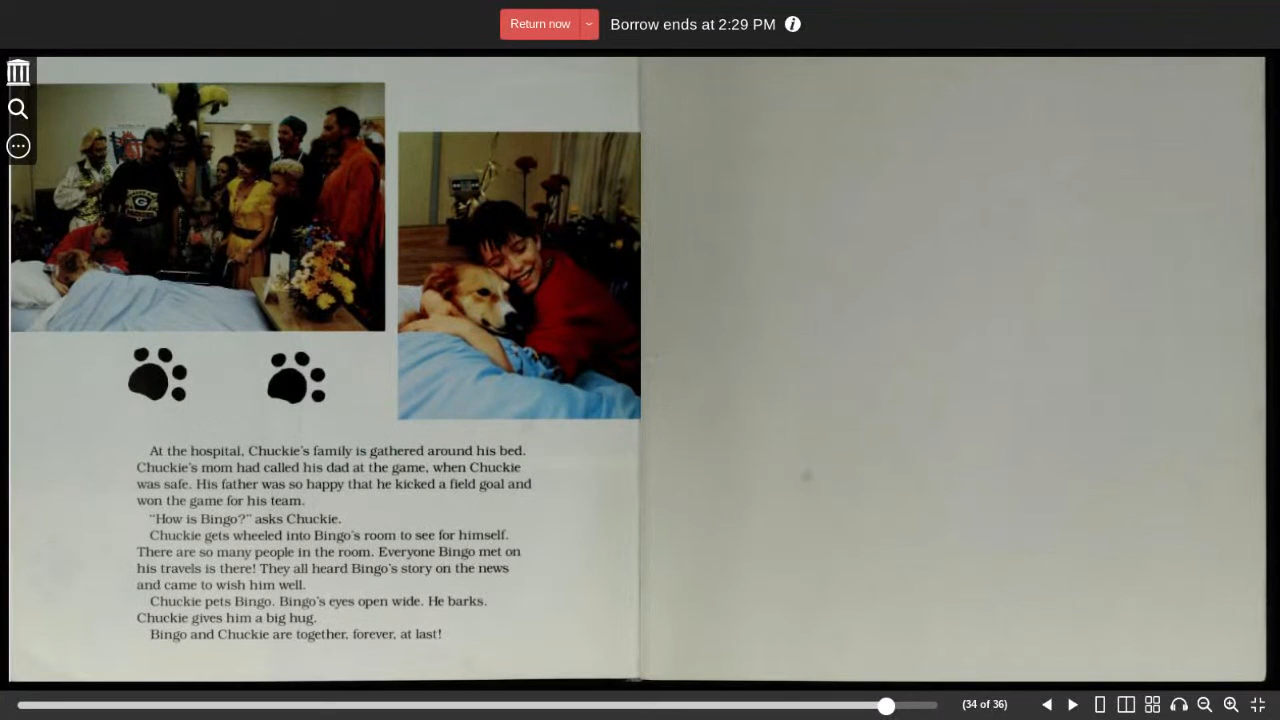 Return now
Borrow ends at 2:29 PM
G
At the hospital, Chuckie's family is gathered around his bed.
Chuckie's mom had called his dad at the game, when Chuckie
was safe. His father was so happy that he kicked a field goal and
won the game for his team.
"How is Bingo?" asks Chuckie.
Chuckie gets wheeled into Bingo's room to see for himself.
There are so many people in the room. Everyone Bingo met on
his travels is there! They all heard Bingo's story on the news
and came to wish him well.
Chuckie pets Bingo. Bingo's eyes open wide. He barks.
Chuckie gives him a big hug.
Bingo and Chuckie are together, forever, at last!
(34 of 36)